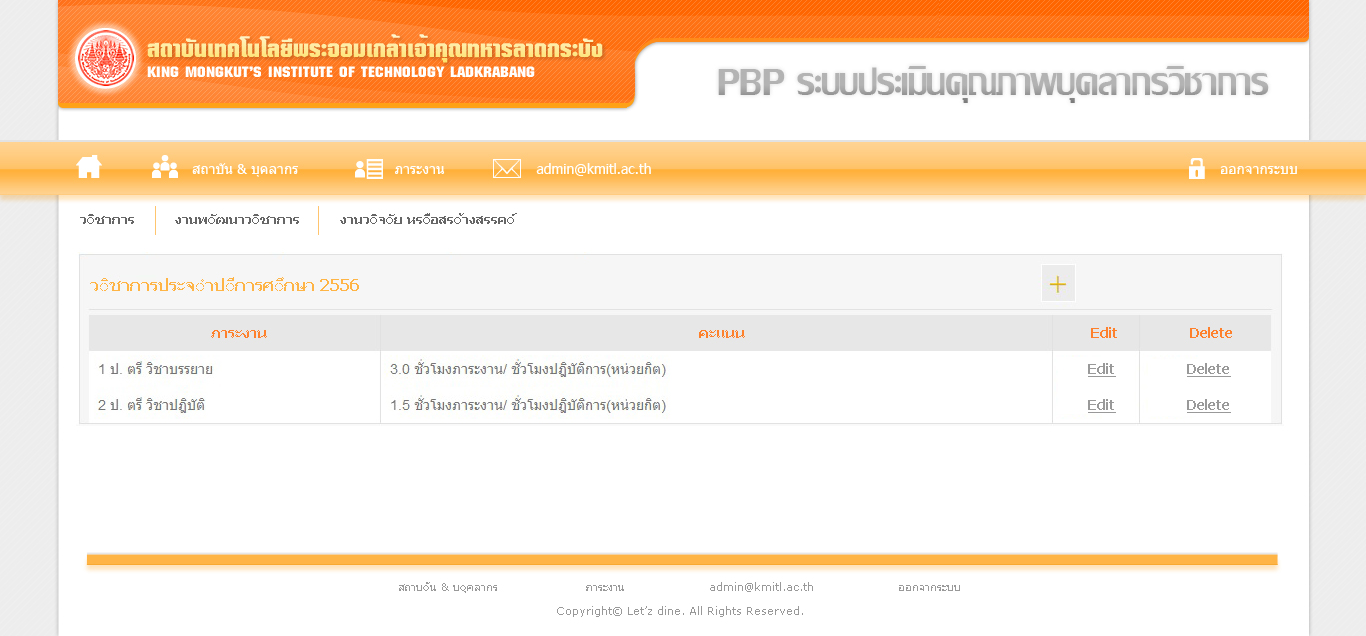 สถาบันเทคโนโลยีพระจอมเกล้าเจ้าคุณทหารลาดกระบัง
KING MONGKUT'S INSTITUTE OF TECHNOLOGY LADKRABANG
PBP ระบบประเมินคุณภาพบุคลากรวิชาการ
สถาบัน & บุคลากร ภาระงาน admin@kmitl.ac.th ออกจากระบบ
วิชาการ งานพัฒนาวิชาการ งานวิจัย หรือสร้างสรรค์
วิชาการประจำปีการศึกษา 2556 +
ภาระงาน คะแนน Edit Delete
1 ป. ตรี วิชาบรรยาย 3.0 ชั่วโมงภาระงาน/ ชั่วโมงปฎิบัติการ(หน่วยกิต) Edit Delete
2 ป. ตรี วิชาปฎิบัติ 1.5 ชั่วโมงภาระงาน/ ชั่วโมงปฎิบัติการ(หน่วยกิต) Edit Delete
สถาบัน & บุคลากร ภาระงาน admin@kmitl.ac.th ออกจากระบบ
Copyright© Let'z dine. All Rights Reserved.